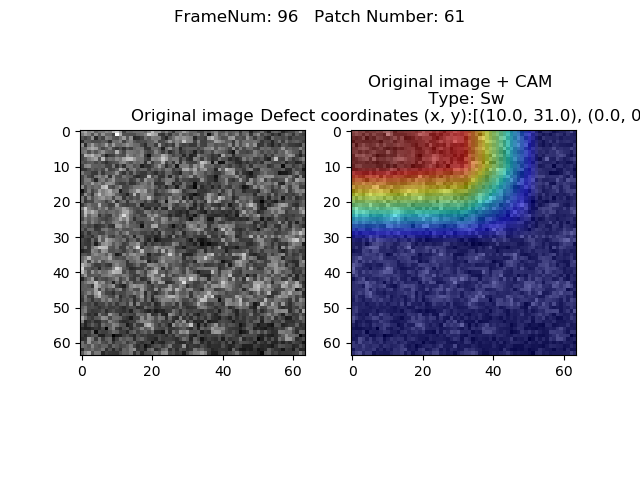 FrameNum: 96   Patch Number: 61
Original image + CAM
Type: Sw
Original image Defect coordinates (x, y):[(10.0, 31.0), (0.0, 0
0
10
20
30
40
50
60
0 20 40 60
0
10
20
30
40
50
60
0 20 40 60